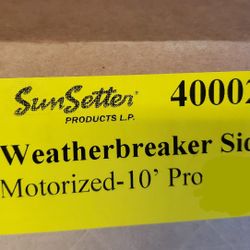 SunSetter®
PRODUCTS L.P.
40002
Weatherbreaker Sid
Motorized-10' Pro